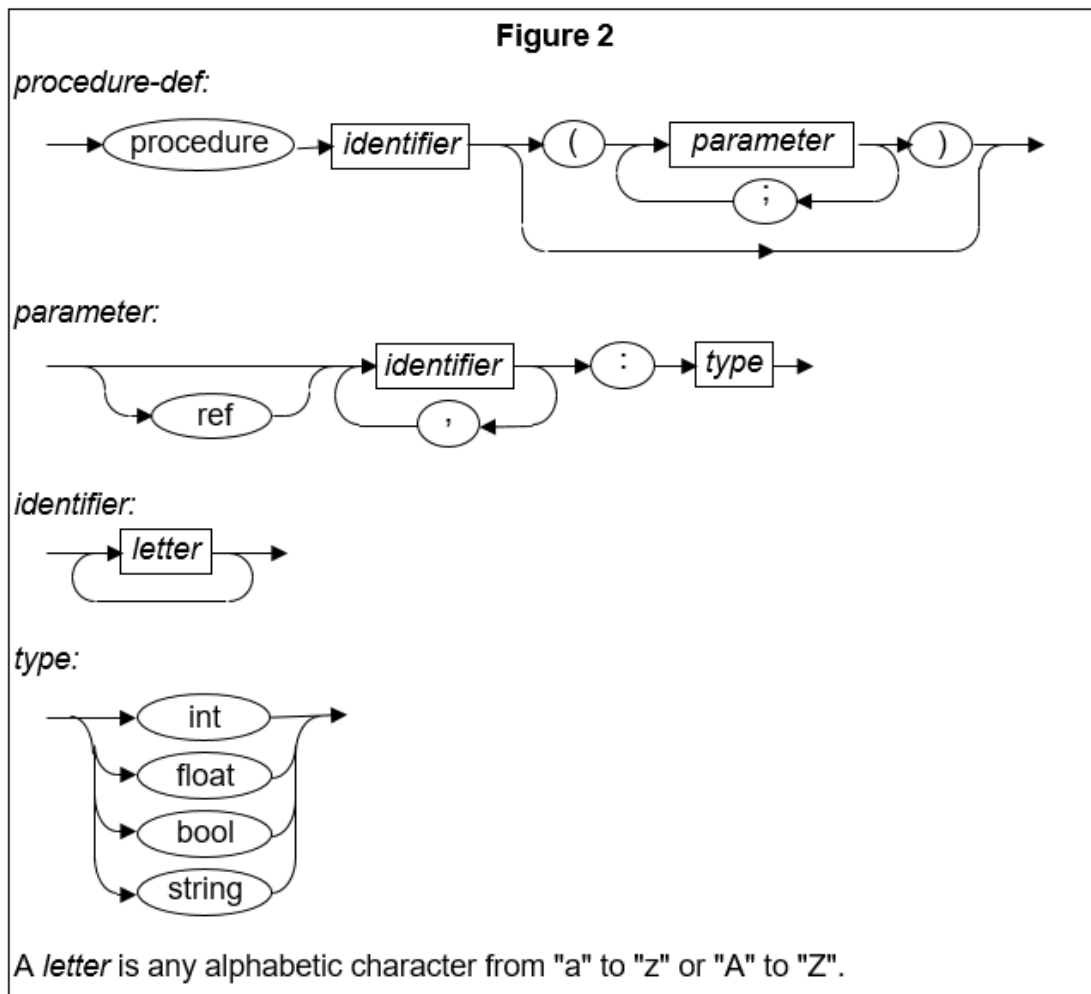 Figure 2
procedure-def:
procedure identifier ( parameter )
;
parameter:
identifier : type
ref ,
identifier:
letter
type:
int
float
bool
string
A letter is any alphabetic character from "a" to "z" or "A" to "Z".